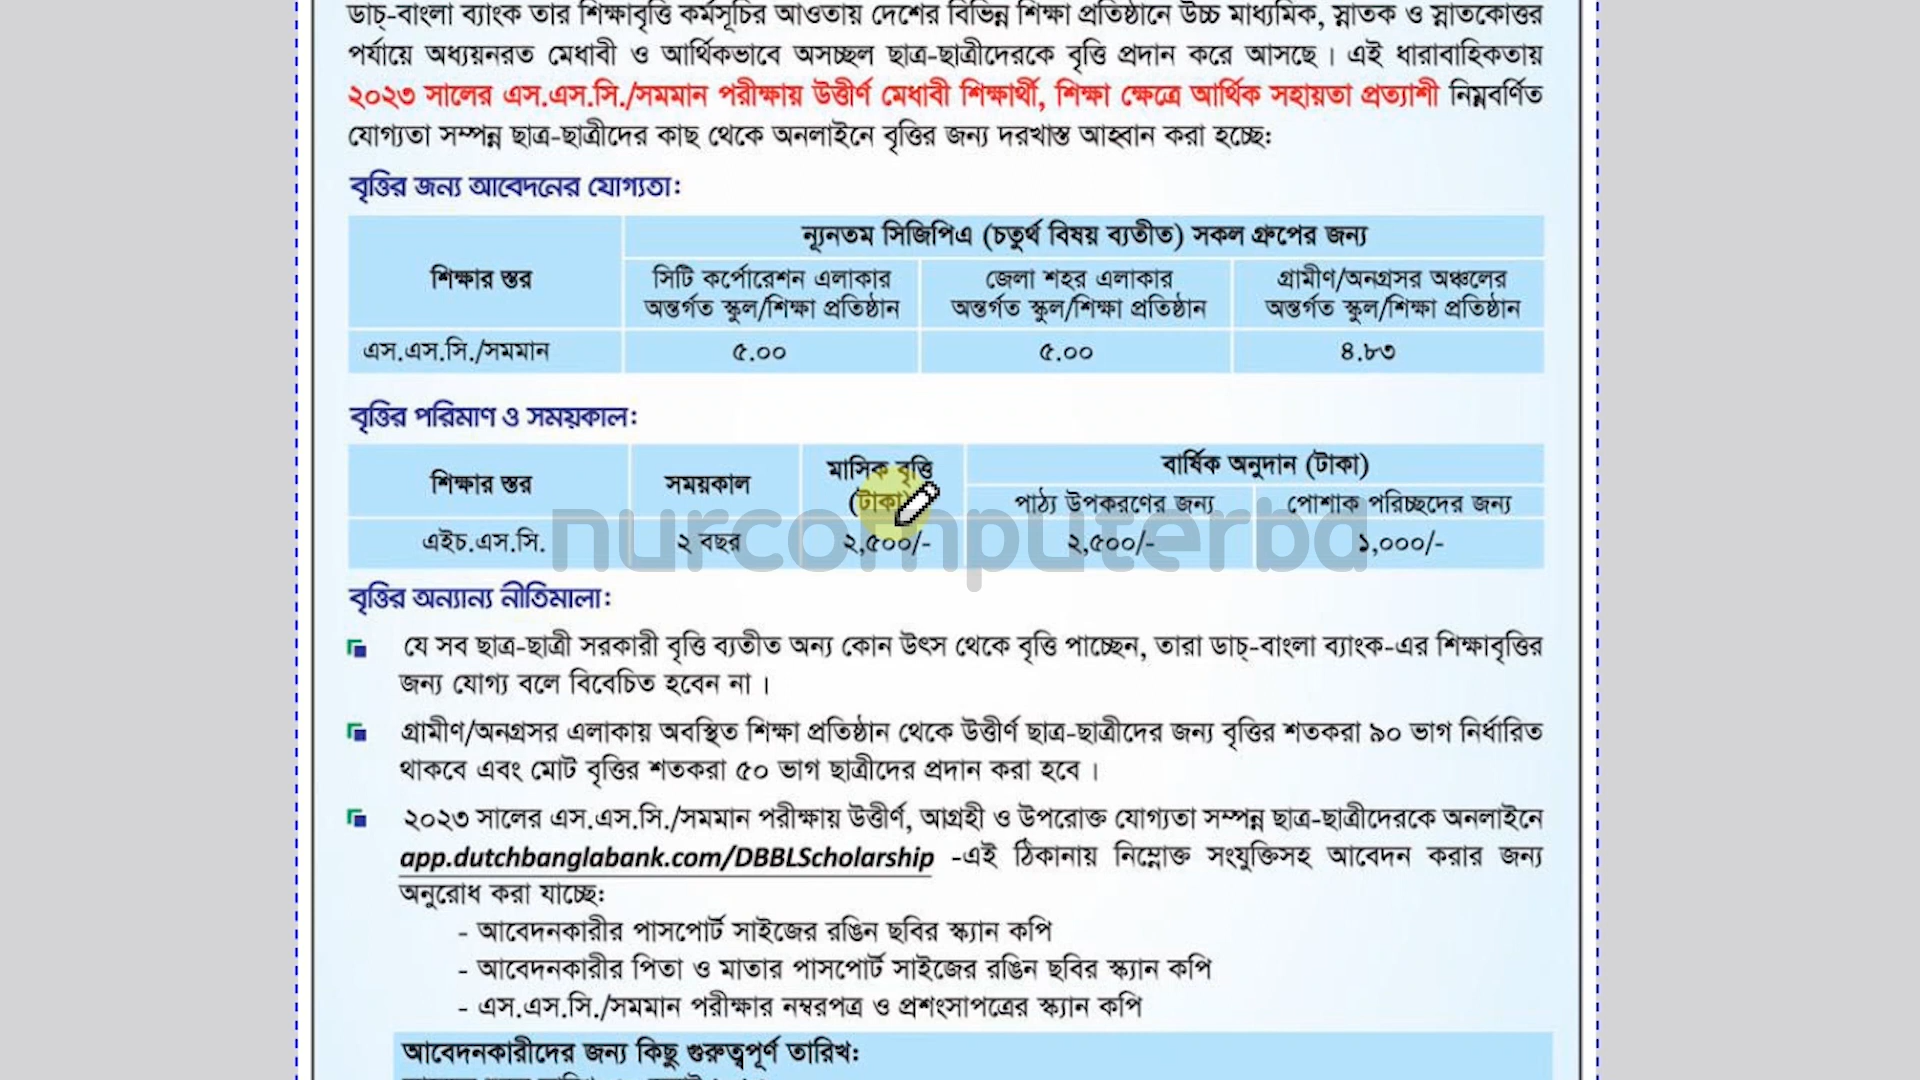 ডাচ্-বাংলা ব্যাংক তার শিক্ষাবৃত্তি কর্মসূচির আওতায় দেশের বিভিন্ন শিক্ষা প্রতিষ্ঠানে উচ্চ মাধ্যমিক, স্নাতক ও স্নাতকোত্তর
পর্যায়ে অধ্যয়নরত মেধাবী ও আর্থিকভাবে অসচ্ছল ছাত্র-ছাত্রীদেরকে বৃত্তি প্রদান করে আসছে। এই ধারাবাহিকতায়
২০২৩ সালের এস.এস.সি./সমমান পরীক্ষায় উত্তীর্ণ মেধাবী শিক্ষার্থী, শিক্ষা ক্ষেত্রে আর্থিক সহায়তা প্রত্যাশী নিম্নবর্ণিত
যোগ্যতা সম্পন্ন ছাত্র-ছাত্রীদের কাছ থেকে অনলাইনে বৃত্তির জন্য দরখাস্ত আহ্বান করা হচ্ছে:
বৃত্তির জন্য আবেদনের যোগ্যতা:
ন্যূনতম সিজিপিএ (চতুর্থ বিষয় ব্যতীত) সকল গ্রুপের জন্য
শিক্ষার স্তর
সিটি কর্পোরেশন এলাকার
অন্তর্গত স্কুল/শিক্ষা প্রতিষ্ঠান
জেলা শহর এলাকার
অন্তর্গত স্কুল/শিক্ষা প্রতিষ্ঠান
গ্রামীণ/অনগ্রসর অঞ্চলের
অন্তর্গত স্কুল/শিক্ষা প্রতিষ্ঠান
এস.এস.সি./সমমান ৫.০০ ৫.০০ ৪.৮৩
বৃত্তির পরিমাণ ও সময়কাল:
শিক্ষার স্তর
সময়কাল
মাসিক বৃত্তি
(টাকা)
বার্ষিক অনুদান (টাকা)
পাঠ্য উপকরণের জন্য
পোশাক পরিচ্ছদের জন্য
এইচ.এস.সি. ২ বছর ২,৫০০/- ২,৫০০/- ১,০০০/-
nurcomputerbd
বৃত্তির অন্যান্য নীতিমালা:
যে সব ছাত্র-ছাত্রী সরকারী বৃত্তি ব্যতীত অন্য কোন উৎস থেকে বৃত্তি পাচ্ছেন, তারা ডাচ্-বাংলা ব্যাংক-এর শিক্ষাবৃত্তির
জন্য যোগ্য বলে বিবেচিত হবেন না।
গ্রামীণ/অনগ্রসর এলাকায় অবস্থিত শিক্ষা প্রতিষ্ঠান থেকে উত্তীর্ণ ছাত্র-ছাত্রীদের জন্য বৃত্তির শতকরা ৯০ ভাগ নির্ধারিত
থাকবে এবং মোট বৃত্তির শতকরা ৫০ ভাগ ছাত্রীদের প্রদান করা হবে।
২০২৩ সালের এস.এস.সি./সমমান পরীক্ষায় উত্তীর্ণ, আগ্রহী ও উপরোক্ত যোগ্যতা সম্পন্ন ছাত্র-ছাত্রীদেরকে অনলাইনে
app.dutchbanglabank.com/DBBLScholarship -এই ঠিকানায় নিম্নোক্ত সংযুক্তিসহ আবেদন করার জন্য
অনুরোধ করা যাচ্ছে:
- আবেদনকারীর পাসপোর্ট সাইজের রঙিন ছবির স্ক্যান কপি
- আবেদনকারীর পিতা ও মাতার পাসপোর্ট সাইজের রঙিন ছবির স্ক্যান কপি
- এস.এস.সি./সমমান পরীক্ষার নম্বরপত্র ও প্রশংসাপত্রের স্ক্যান কপি
আবেদনকারীদের জন্য কিছু গুরুত্বপূর্ণ তারিখ: